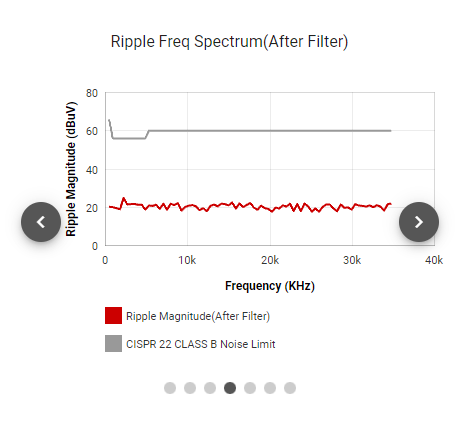 Ripple Freq Spectrum(After Filter)
Ripple Magnitude (dBuV)
80
60
40
20
0
0 10k 20k 30k 40k
Frequency (KHz)
Ripple Magnitude(After Filter)
CISPR 22 CLASS B Noise Limit